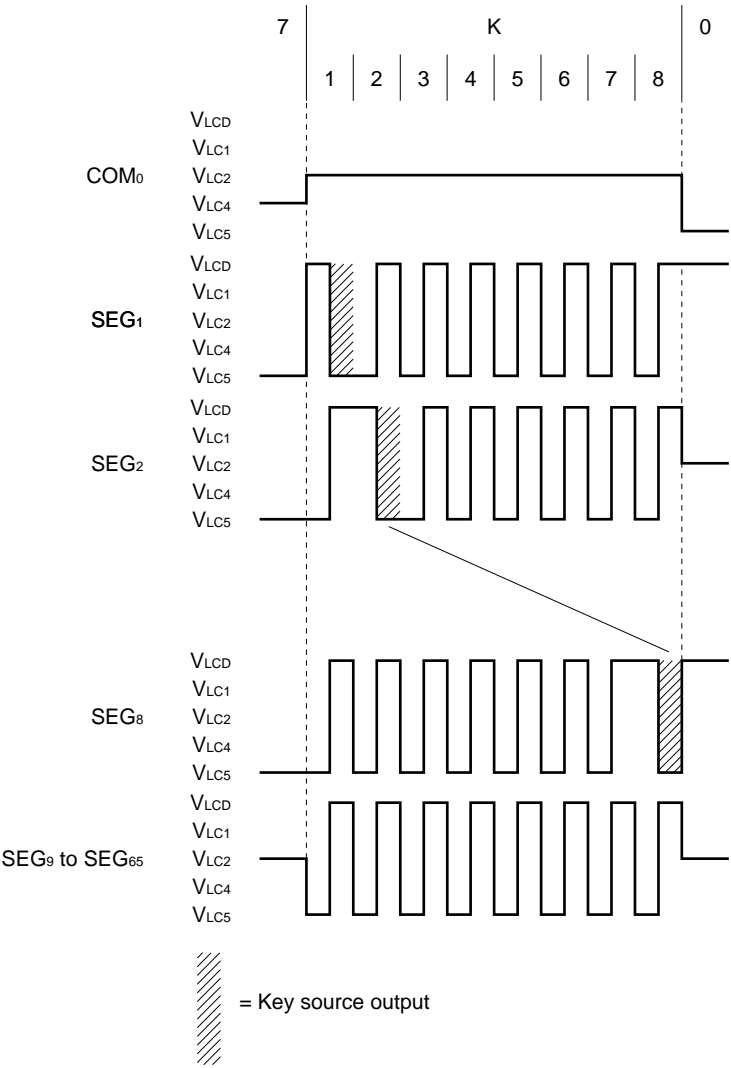 7 K 0
1 2 3 4 5 6 7 8
VLCD
VLC1
COM0 VLC2
VLC4
VLC5
VLCD
VLC1
SEG1 VLC2
VLC4
VLC5
VLCD
VLC1
SEG2 VLC2
VLC4
VLC5
VLCD
VLC1
SEG8 VLC2
VLC4
VLC5
VLCD
VLC1
SEG9 to SEG65 VLC2
VLC4
VLC5
= Key source output